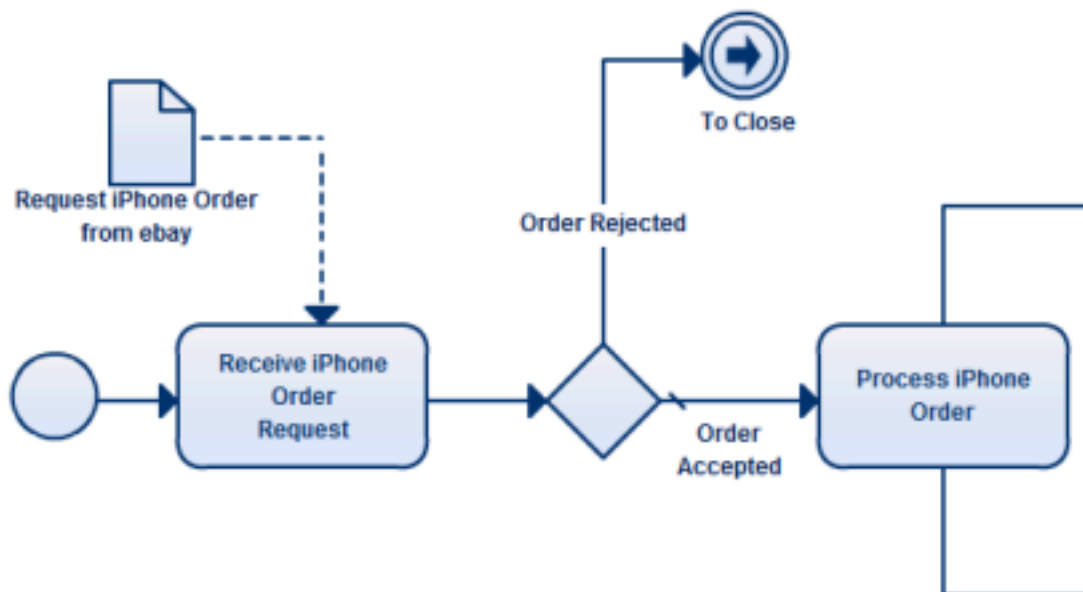 To Close
Request iPhone Order
from ebay
Order Rejected
Receive iPhone
Order
Request
Order
Accepted
Process iPhone
Order